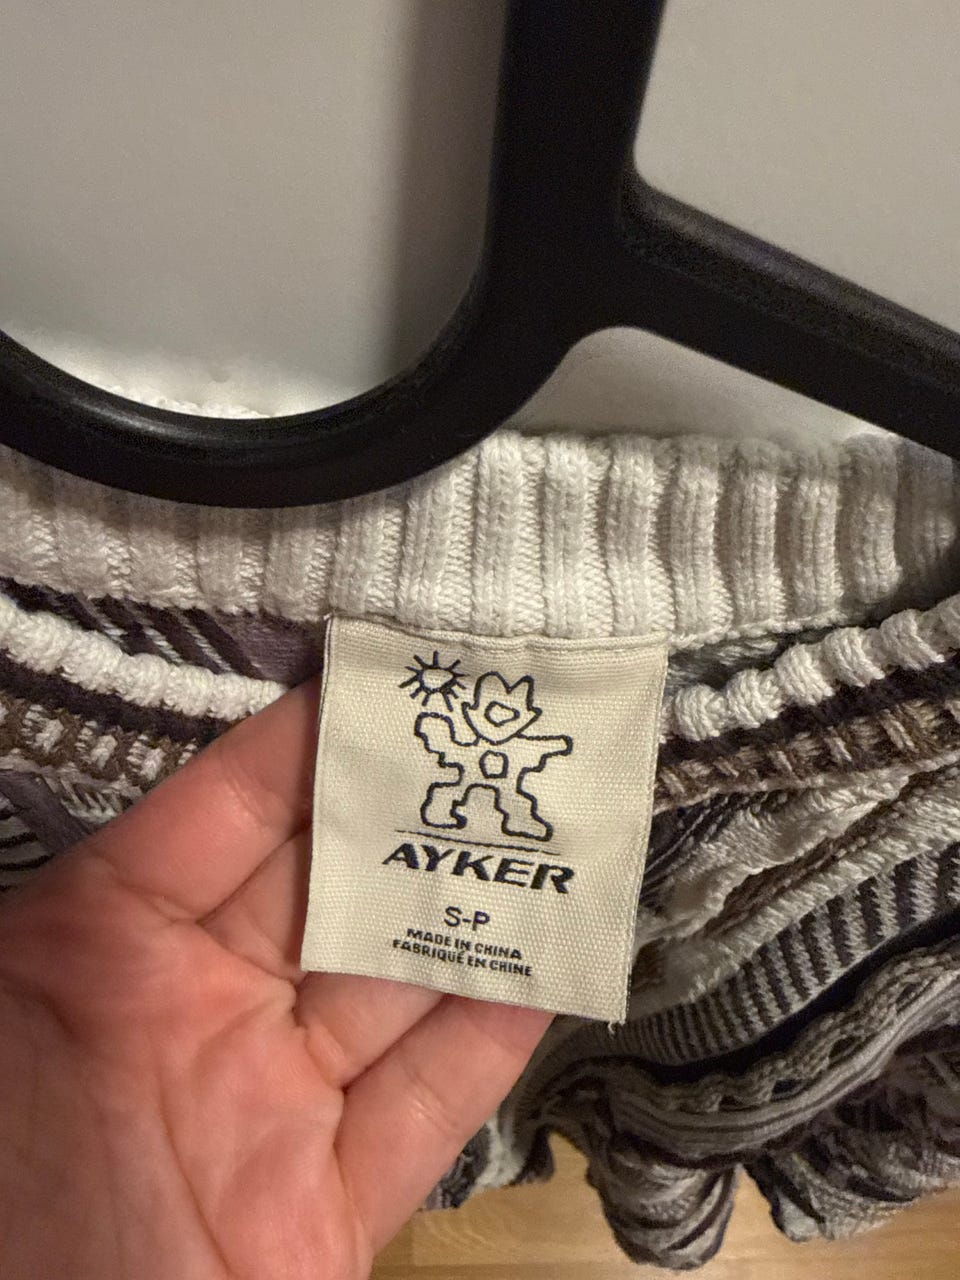 AYKER
S-P
MADE IN CHINA
FABRIQUÉ EN CHINE